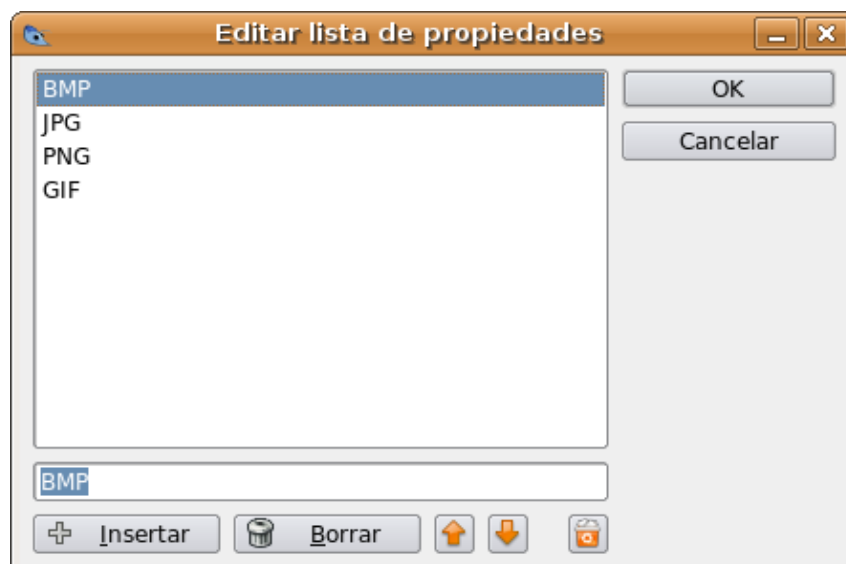 Editar lista de propiedades
BMP
JPG
PNG
GIF
OK
Cancelar
BMP
Insertar
Borrar